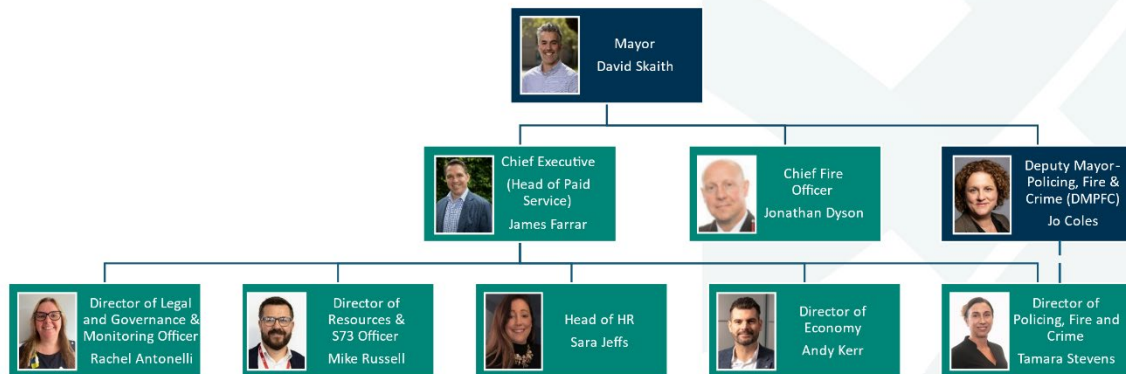 Mayor
David Skaith
Chief Executive
(Head of Paid
Service)
James Farrar
Chief Fire
Officer
Jonathan Dyson
Deputy Mayor-
Policing, Fire &
Crime (DMPFC)
Jo Coles
Director of Legal
and Governance &
Monitoring Officer
Rachel Antonelli
Director of
Resources &
S73 Officer
Mike Russell
Head of HR
Sara Jeffs
Director of
Economy
Andy Kerr
Director of
Policing, Fire and
Crime
Tamara Stevens